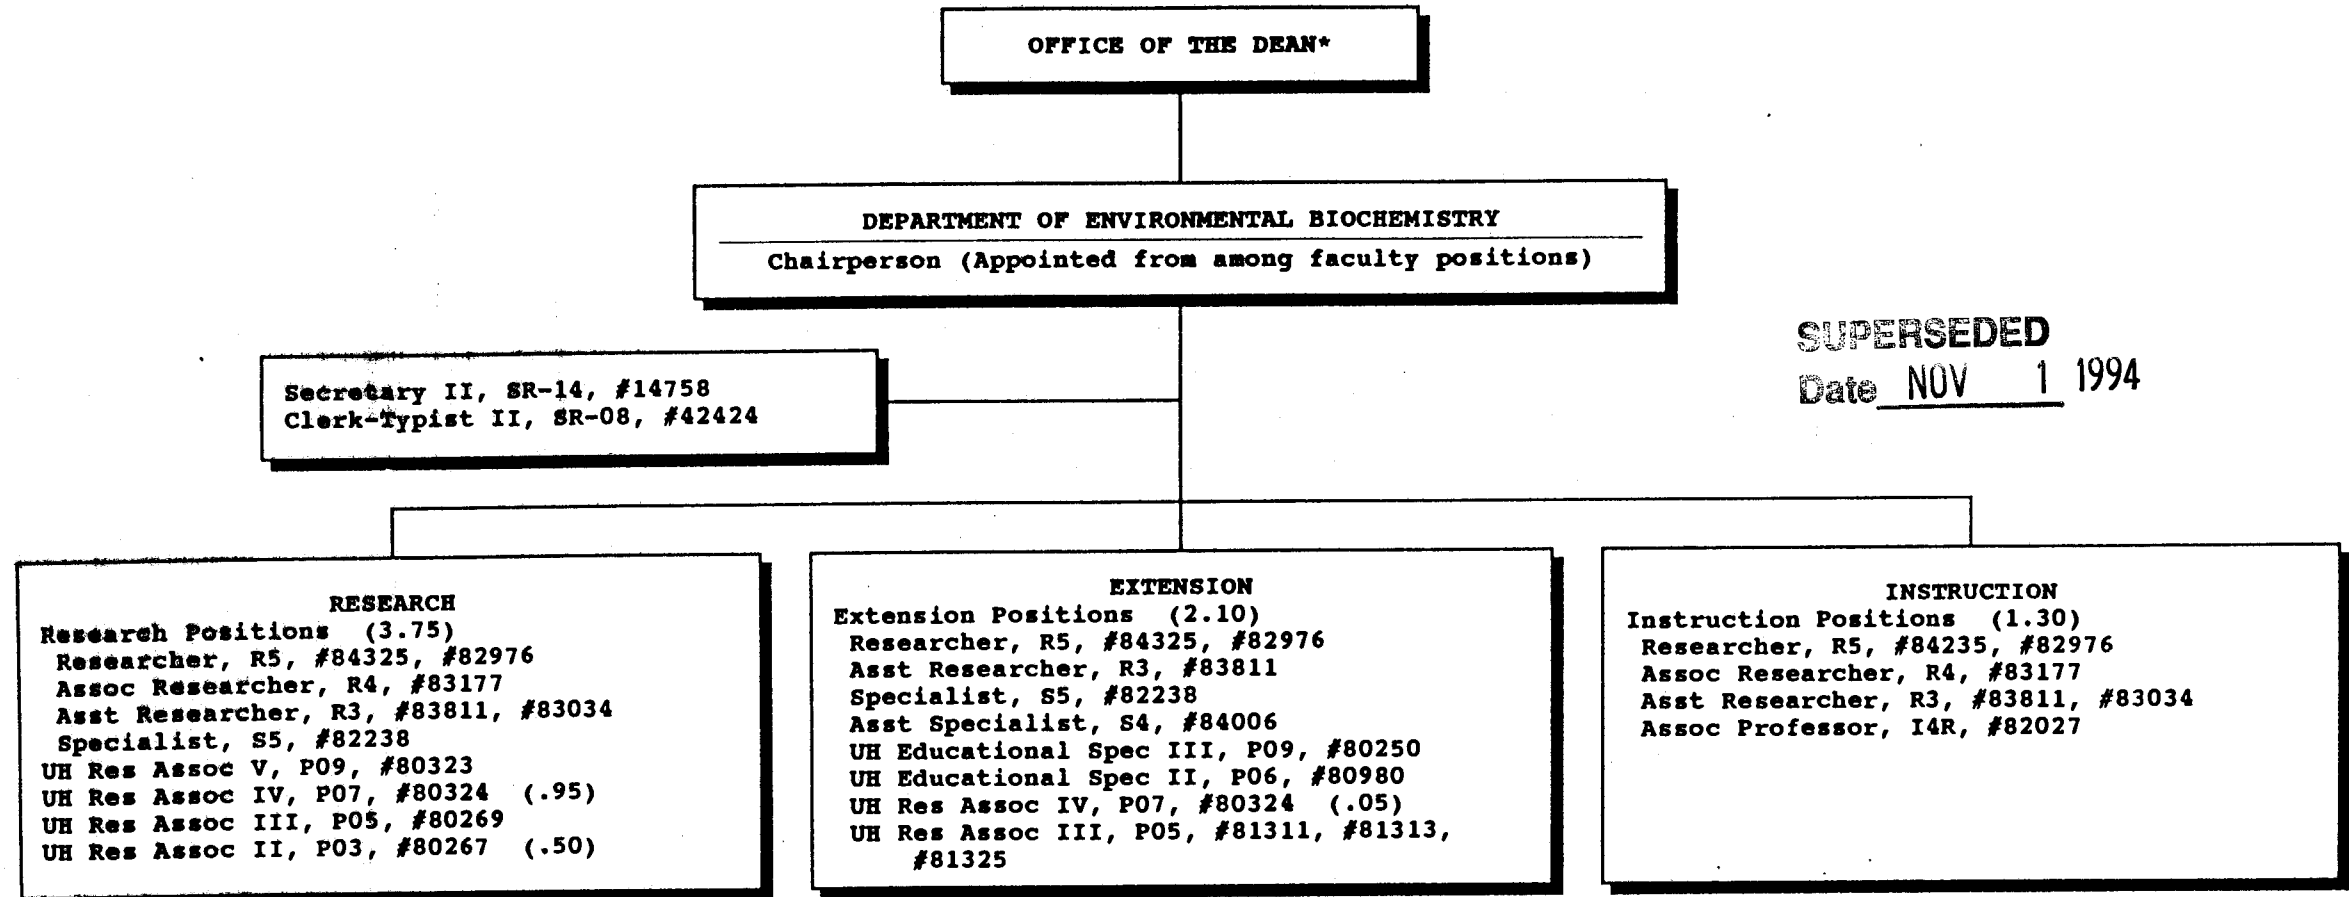 OFFICE OF THE DEAN*
DEPARTMENT OF ENVIRONMENTAL BIOCHEMISTRY
Chairperson (Appointed from among faculty positions)
SUPERSEDED
Date NOV 1 1994
Secretary II, SR-14, #14758
Clerk-Typist II, SR-08, #42424
RESEARCH
Research Positions (3.75)
Researcher, R5, #84325, #82976
Assoc Researcher, R4, #83177
Asst Researcher, R3, #83811, #83034
Specialist, S5, #82238
UH Res Assoc V, P09, #80323
UH Res Assoc IV, P07, #80324 (.95)
UH Res Assoc III, P05, #80269
UH Res Assoc II, P03, #80267 (.50)
EXTENSION
Extension Positions (2.10)
Researcher, R5, #84325, #82976
Asst Researcher, R3, #83811
Specialist, S5, #82238
Asst Specialist, S4, #84006
UH Educational Spec III, P09, #80250
UH Educational Spec II, P06, #80980
UH Res Assoc IV, P07, #80324 (.05)
UH Res Assoc III, P05, #81311, #81313,
#81325
INSTRUCTION
Instruction Positions (1.30)
Researcher, R5, #84235, #82976
Assoc Researcher, R4, #83177
Asst Researcher, R3, #83811, #83034
Assoc Professor, I4R, #82027